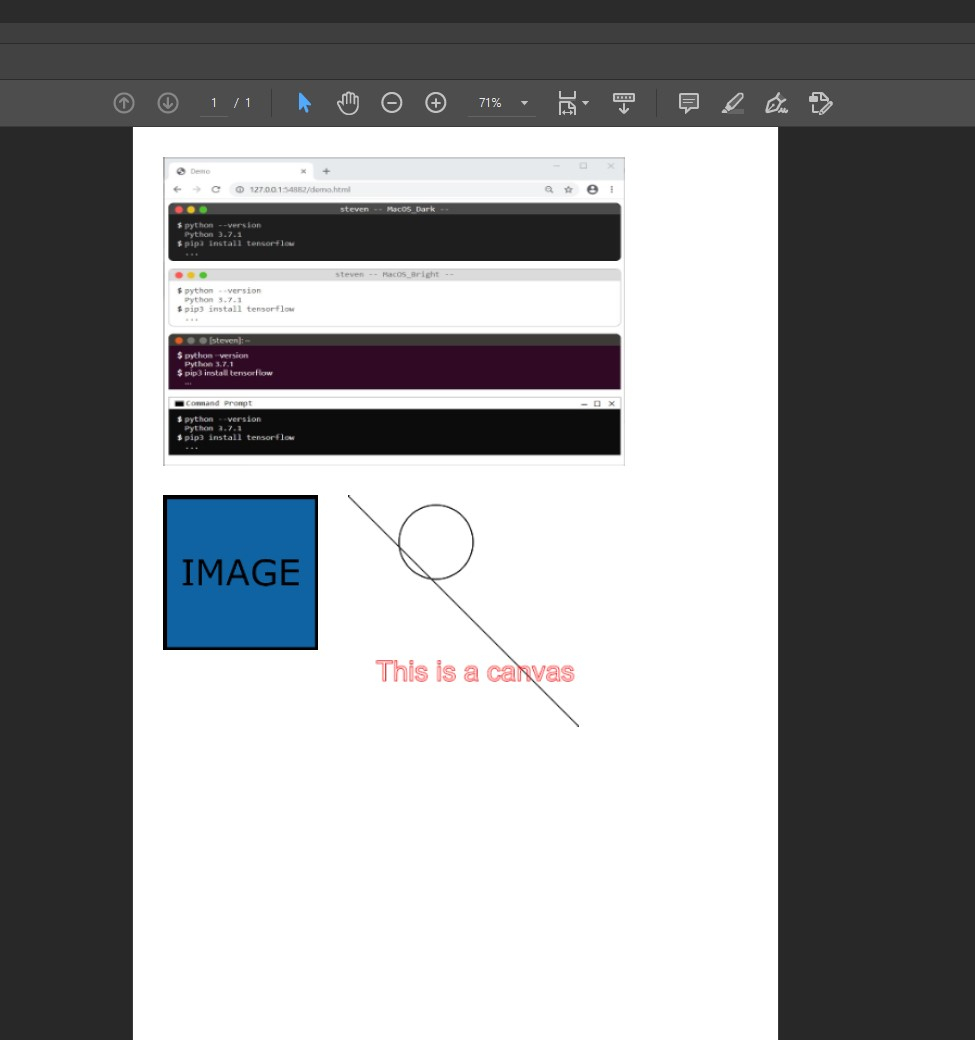 1 / 1
71%
Demo
127.0.0.1:54882/demo.html
steven -- MacOS_Dark --
$ python --version
Python 3.7.1
$ pip3 install tensorflow
...
steven -- MacOS_Bright --
$ python --version
Python 3.7.1
$ pip3 install tensorflow
...
[steven]: ~
$ python --version
Python 3.7.1
$ pip3 install tensorflow
...
Command Prompt
$ python --version
Python 3.7.1
$ pip3 install tensorflow
...
IMAGE
This is a canvas